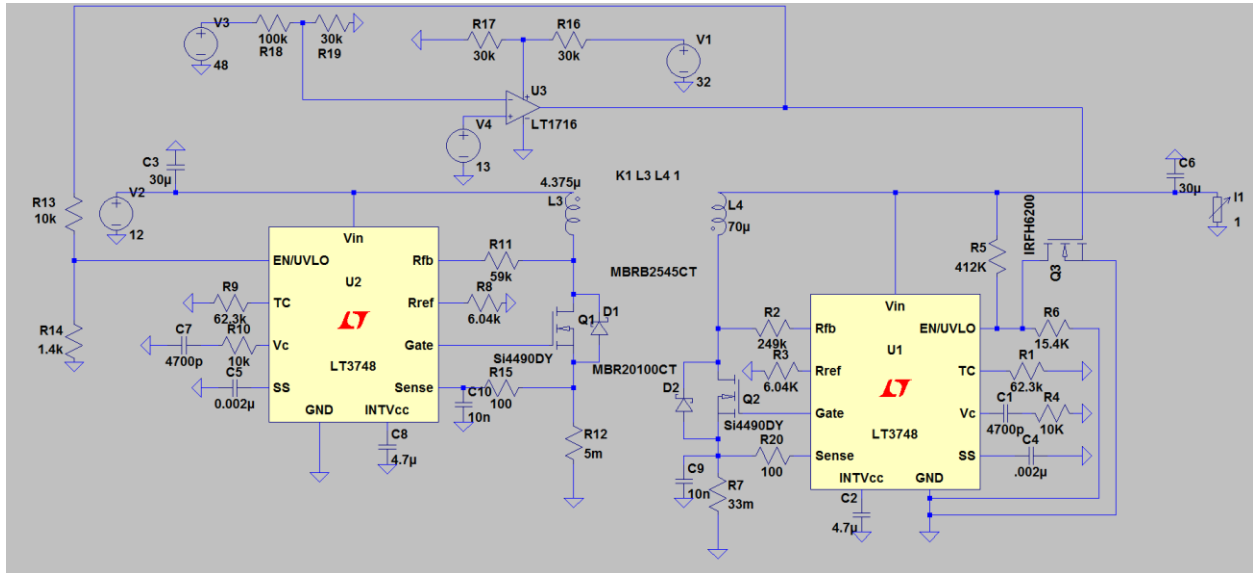 V3
48
100k
R18
30k
R19
R17
30k
R16
30k
V1
32
U3
LT1716
V4
13
C3
30µ
V2
12
R13
10k
R14
1.4k
4.375µ
L3
K1 L3 L4 1
L4
70µ
C6
30µ
I1
1
R5
412K
IRFH6200
Q3
Vin
EN/UVLO
Rfb
U2
TC
Rref
Vc
Gate
LT3748
SS
Sense
GND
INTVcc
R9
62.3k
C7
4700p
R10
10k
C5
0.002µ
C8
4.7µ
R11
59k
R8
6.04k
Q1
D1
Si4490DY
R15
100
C10
10n
R12
5m
MBRB2545CT
MBR20100CT
D2
R2
249k
R3
6.04K
Q2
Si4490DY
R20
100
C9
10n
R7
33m
Vin
Rfb
EN/UVLO
U1
Rref
TC
Gate
Vc
LT3748
Sense
SS
INTVcc
GND
C2
4.7µ
R6
15.4K
R1
62.3k
C1
4700p
R4
10K
C4
.002µ